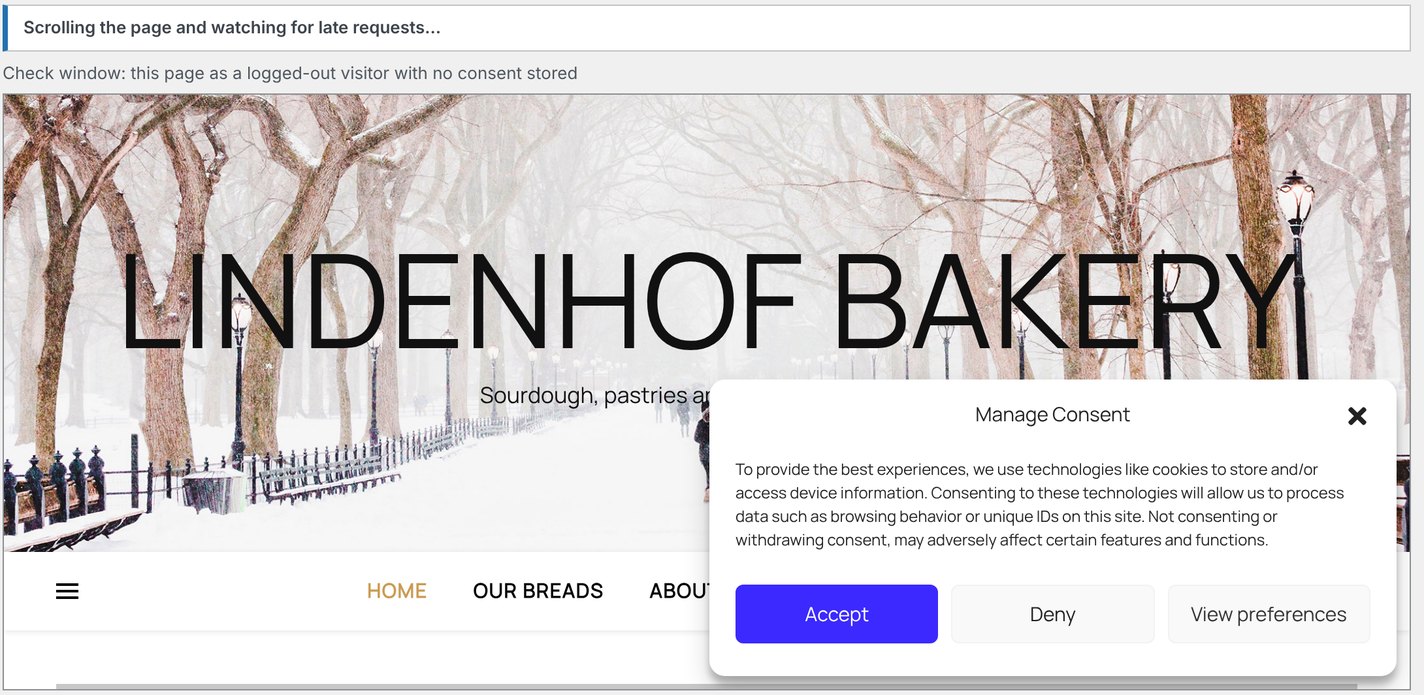 Scrolling the page and watching for late requests...
Check window: this page as a logged-out visitor with no consent stored
LINDENHOF BAKERY
Sourdough, pastries
Manage Consent
To provide the best experiences, we use technologies like cookies to store and/or
access device information. Consenting to these technologies will allow us to process
data such as browsing behavior or unique IDs on this site. Not consenting or
withdrawing consent, may adversely affect certain features and functions.
Accept
Deny
View preferences
HOME
OUR BREADS
ABOUT